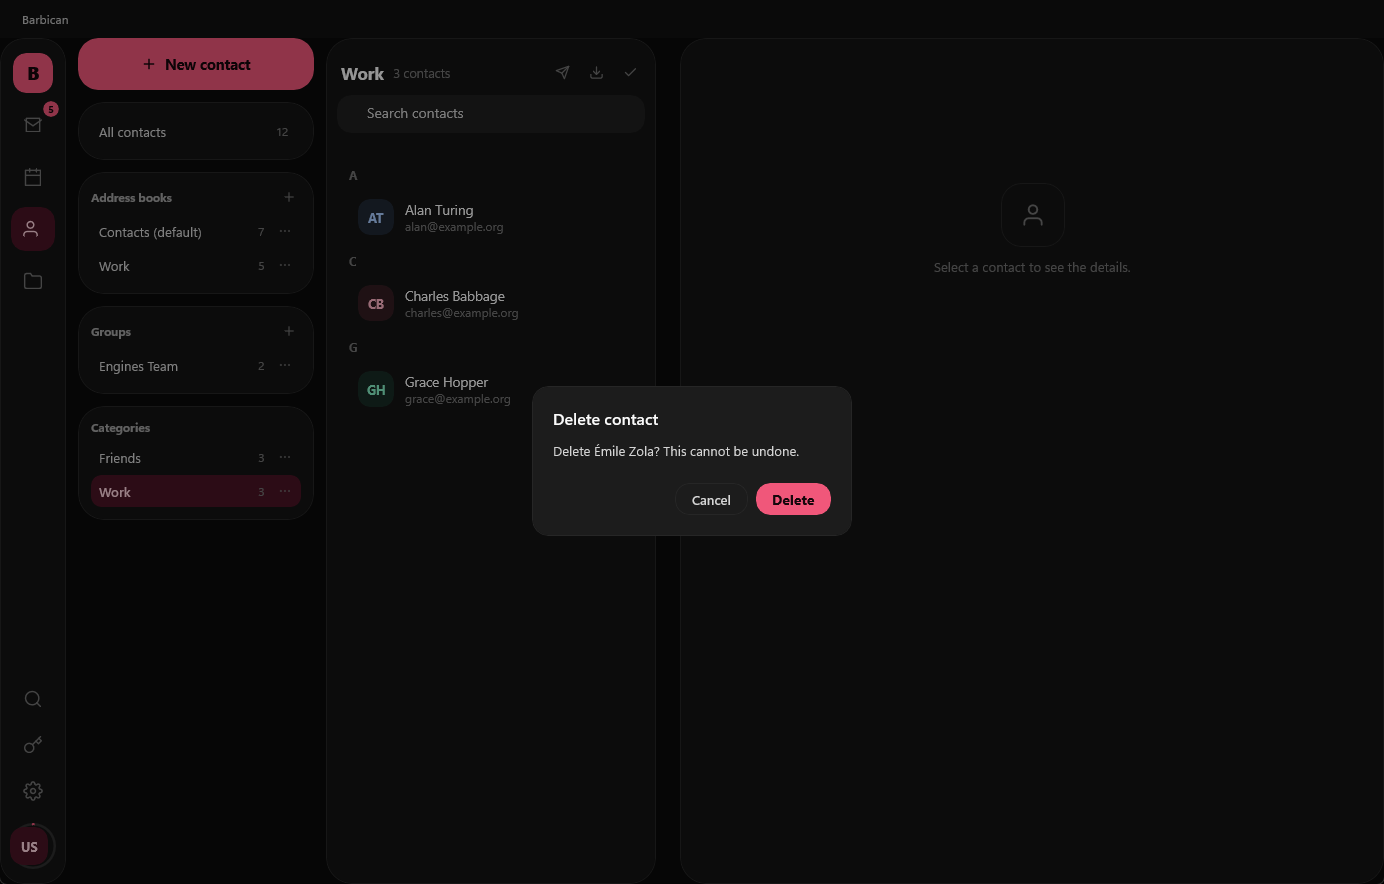 Barbican
B
5
New contact
All contacts 12
Address books
Contacts (default) 7
Work 5
Groups
Engines Team 2
Categories
Friends 3
Work 3
US
Work 3 contacts
Search contacts
A
AT Alan Turing
alan@example.org
C
CB Charles Babbage
charles@example.org
G
GH Grace Hopper
grace@example.org
Select a contact to see the details.
Delete contact
Delete Émile Zola? This cannot be undone.
Cancel Delete